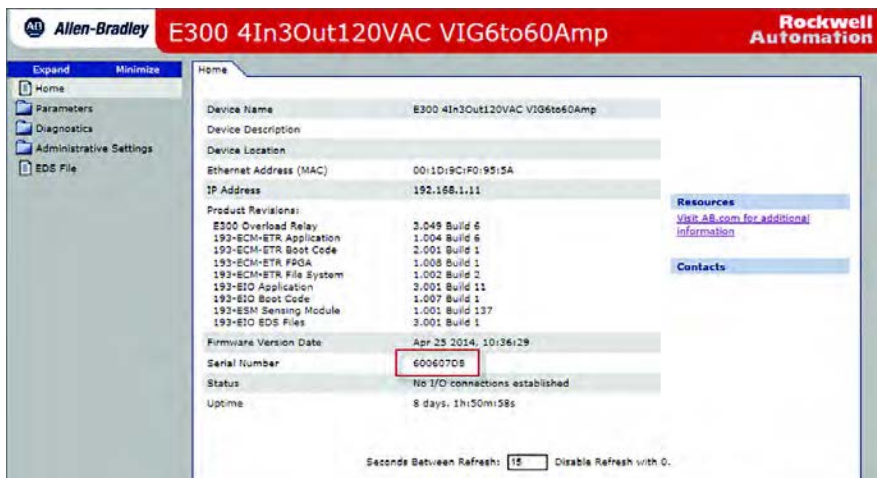 AB Allen-Bradley
E300 4In3Out120VAC VIG6to60Amp
Rockwell
Automation
Expand Minimize
Home
Parameters
Diagnostics
Administrative Settings
EDS File
Home
Device Name E300 4In3Out120VAC VIG6to60Amp
Device Description
Device Location
Ethernet Address (MAC) 00:1D:9C:F0:95:5A
IP Address 192.168.1.11
Product Revisions:
E300 Overload Relay 3.049 Build 6
193-ECM-ETR Application 1.004 Build 6
193-ECM-ETR Boot Code 2.001 Build 1
193-ECM-ETR FPGA 1.008 Build 1
193-ECM-ETR File System 1.002 Build 2
193-EIO Application 3.001 Build 11
193-EIO Boot Code 1.007 Build 1
193-ESM Sensing Module 1.001 Build 137
193-EIO EDS Files 3.001 Build 1
Firmware Version Date Apr 25 2014, 10:36:29
Serial Number 600607D8
Status No I/O connections established
Uptime 8 days, 1h:50m:58s
Resources
Visit AB.com for additional
information
Contacts
Seconds Between Refresh: 15 Disable Refresh with 0.